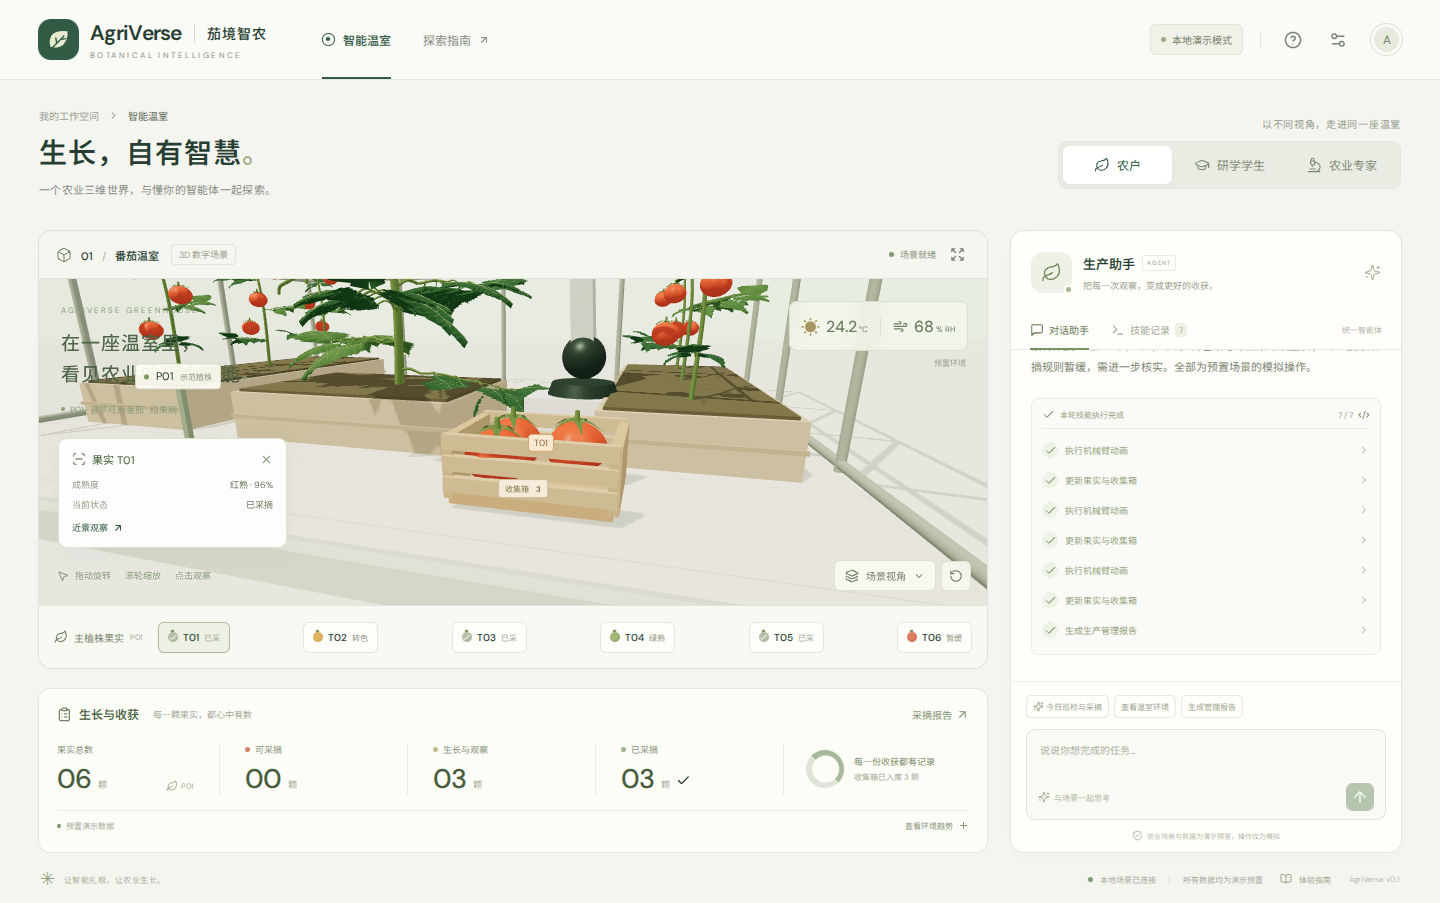 AgriVerse 茄境智农
BOTANICAL INTELLIGENCE
智能温室
探索指南
本地演示模式
A
我的工作空间 > 智能温室
生长，自有智慧。
一个农业三维世界，与懂你的智能体一起探索。
以不同视角，走进同一座温室
农户
研学学生
农业专家
01 / 番茄温室 3D 数字场景
场景就绪
AGRIVERSE GREENHOUSE
在一座温室里，
看见农业
能
P01 示范植株
24.2 °C
68 % RH
预置环境
T01
收集箱 3
果实 T01
成熟度 红熟 · 96%
当前状态 已采摘
近景观察
拖动旋转 滚轮缩放 点击观察
场景视角
主植株果实 P01
T01 已采
T02 转色
T03 已采
T04 绿熟
T05 已采
T06 暂缓
生长与收获 每一颗果实，都心中有数
采摘报告
果实总数
06 颗
P01
可采摘
00 颗
生长与观察
03 颗
已采摘
03 颗
每一份收获都有记录
收集箱已入库 3 颗
预置演示数据
查看环境趋势
生产助手 AGENT
把每一次观察，变成更好的收获。
对话助手
技能记录 7
统一智能体
摘规则暂缓，需进一步核实。全部为预置场景的模拟操作。
本轮技能执行完成 7 / 7
执行机械臂动画
更新果实与收集箱
执行机械臂动画
更新果实与收集箱
执行机械臂动画
更新果实与收集箱
生成生产管理报告
今日巡检与采摘
查看温室环境
生成管理报告
说说你想完成的任务…
与场景一起思考
农业场景与数据为演示预置，操作仅为模拟
让智能扎根，让农业生长。
本地场景已连接
所有数据均为演示预置
体验指南
AgriVerse v0.1